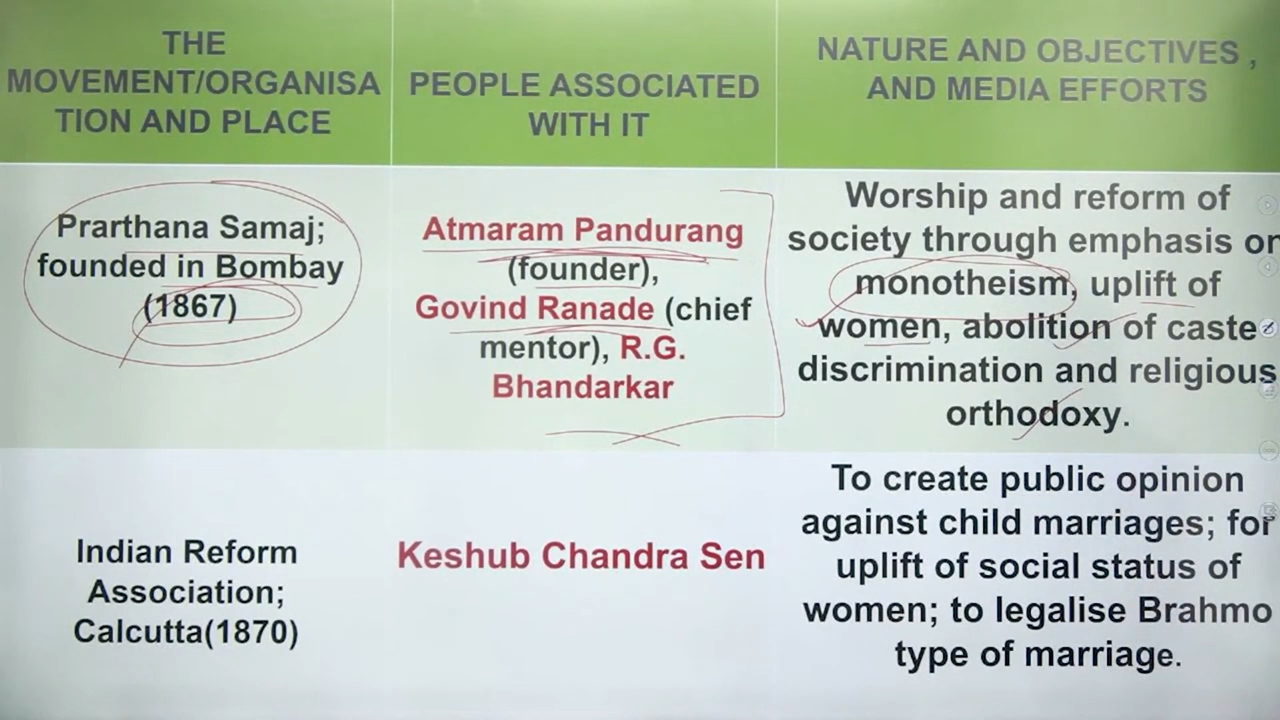 THE
MOVEMENT/ORGANISA
TION AND PLACE
PEOPLE ASSOCIATED
WITH IT
NATURE AND OBJECTIVES ,
AND MEDIA EFFORTS
Prarthana Samaj;
founded in Bombay
(1867)
Atmaram Pandurang
(founder),
Govind Ranade (chief
mentor), R.G.
Bhandarkar
Worship and reform of
society through emphasis on
monotheism, uplift of
women, abolition of caste
discrimination and religious
orthodoxy.
Indian Reform
Association;
Calcutta(1870)
Keshub Chandra Sen
To create public opinion
against child marriages; for
uplift of social status of
women; to legalise Brahmo
type of marriage.